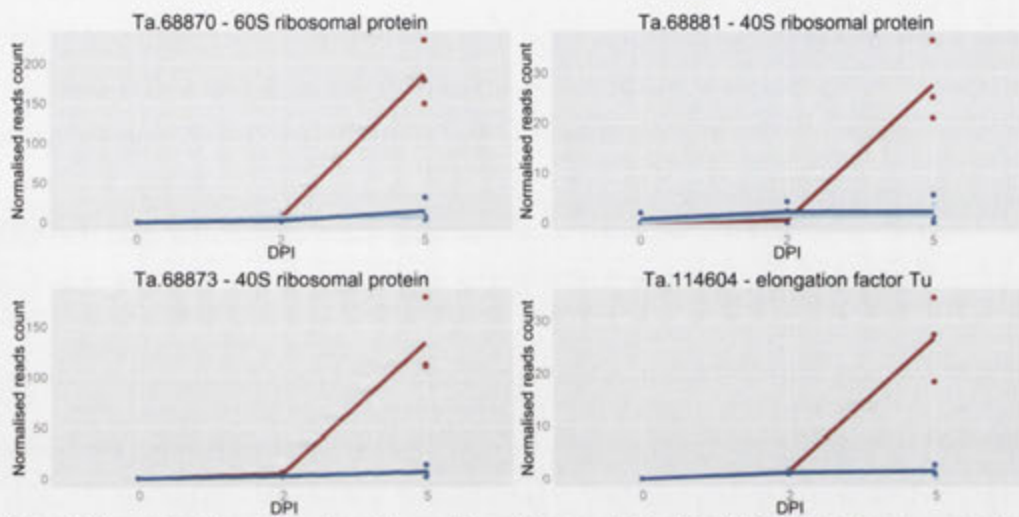 Ta.68870 - 60S ribosomal protein
Normalised reads count
200
150
100
50
0
0
2
5
DPI
Ta.68881 - 40S ribosomal protein
Normalised reads count
30
20
10
0
0
2
5
DPI
Ta.68873 - 40S ribosomal protein
Normalised reads count
150
100
50
0
0
2
5
DPI
Ta.114604 - elongation factor Tu
Normalised reads count
30
20
10
0
0
2
5
DPI